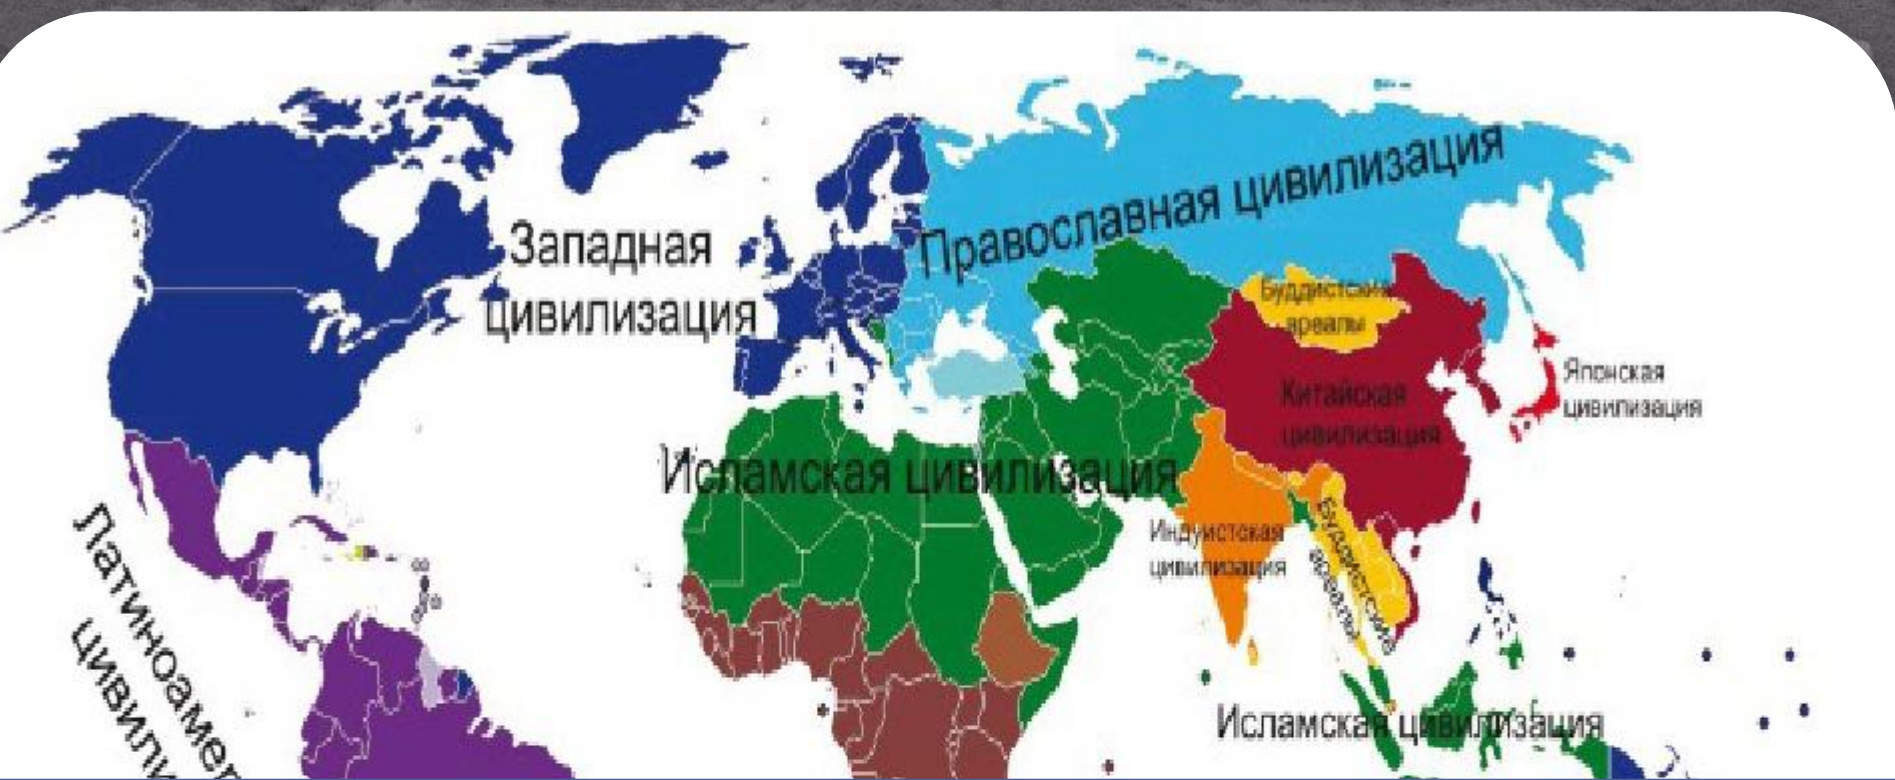 Западная
цивилизация
Православная цивилизация
Буддистские
ареалы
Китайская
цивилизация
Японская
цивилизация
Исламская цивилизация
Индуистская
цивилизация
Буддистские
ареалы
Латиноамер
цивили
Исламская цивилизация